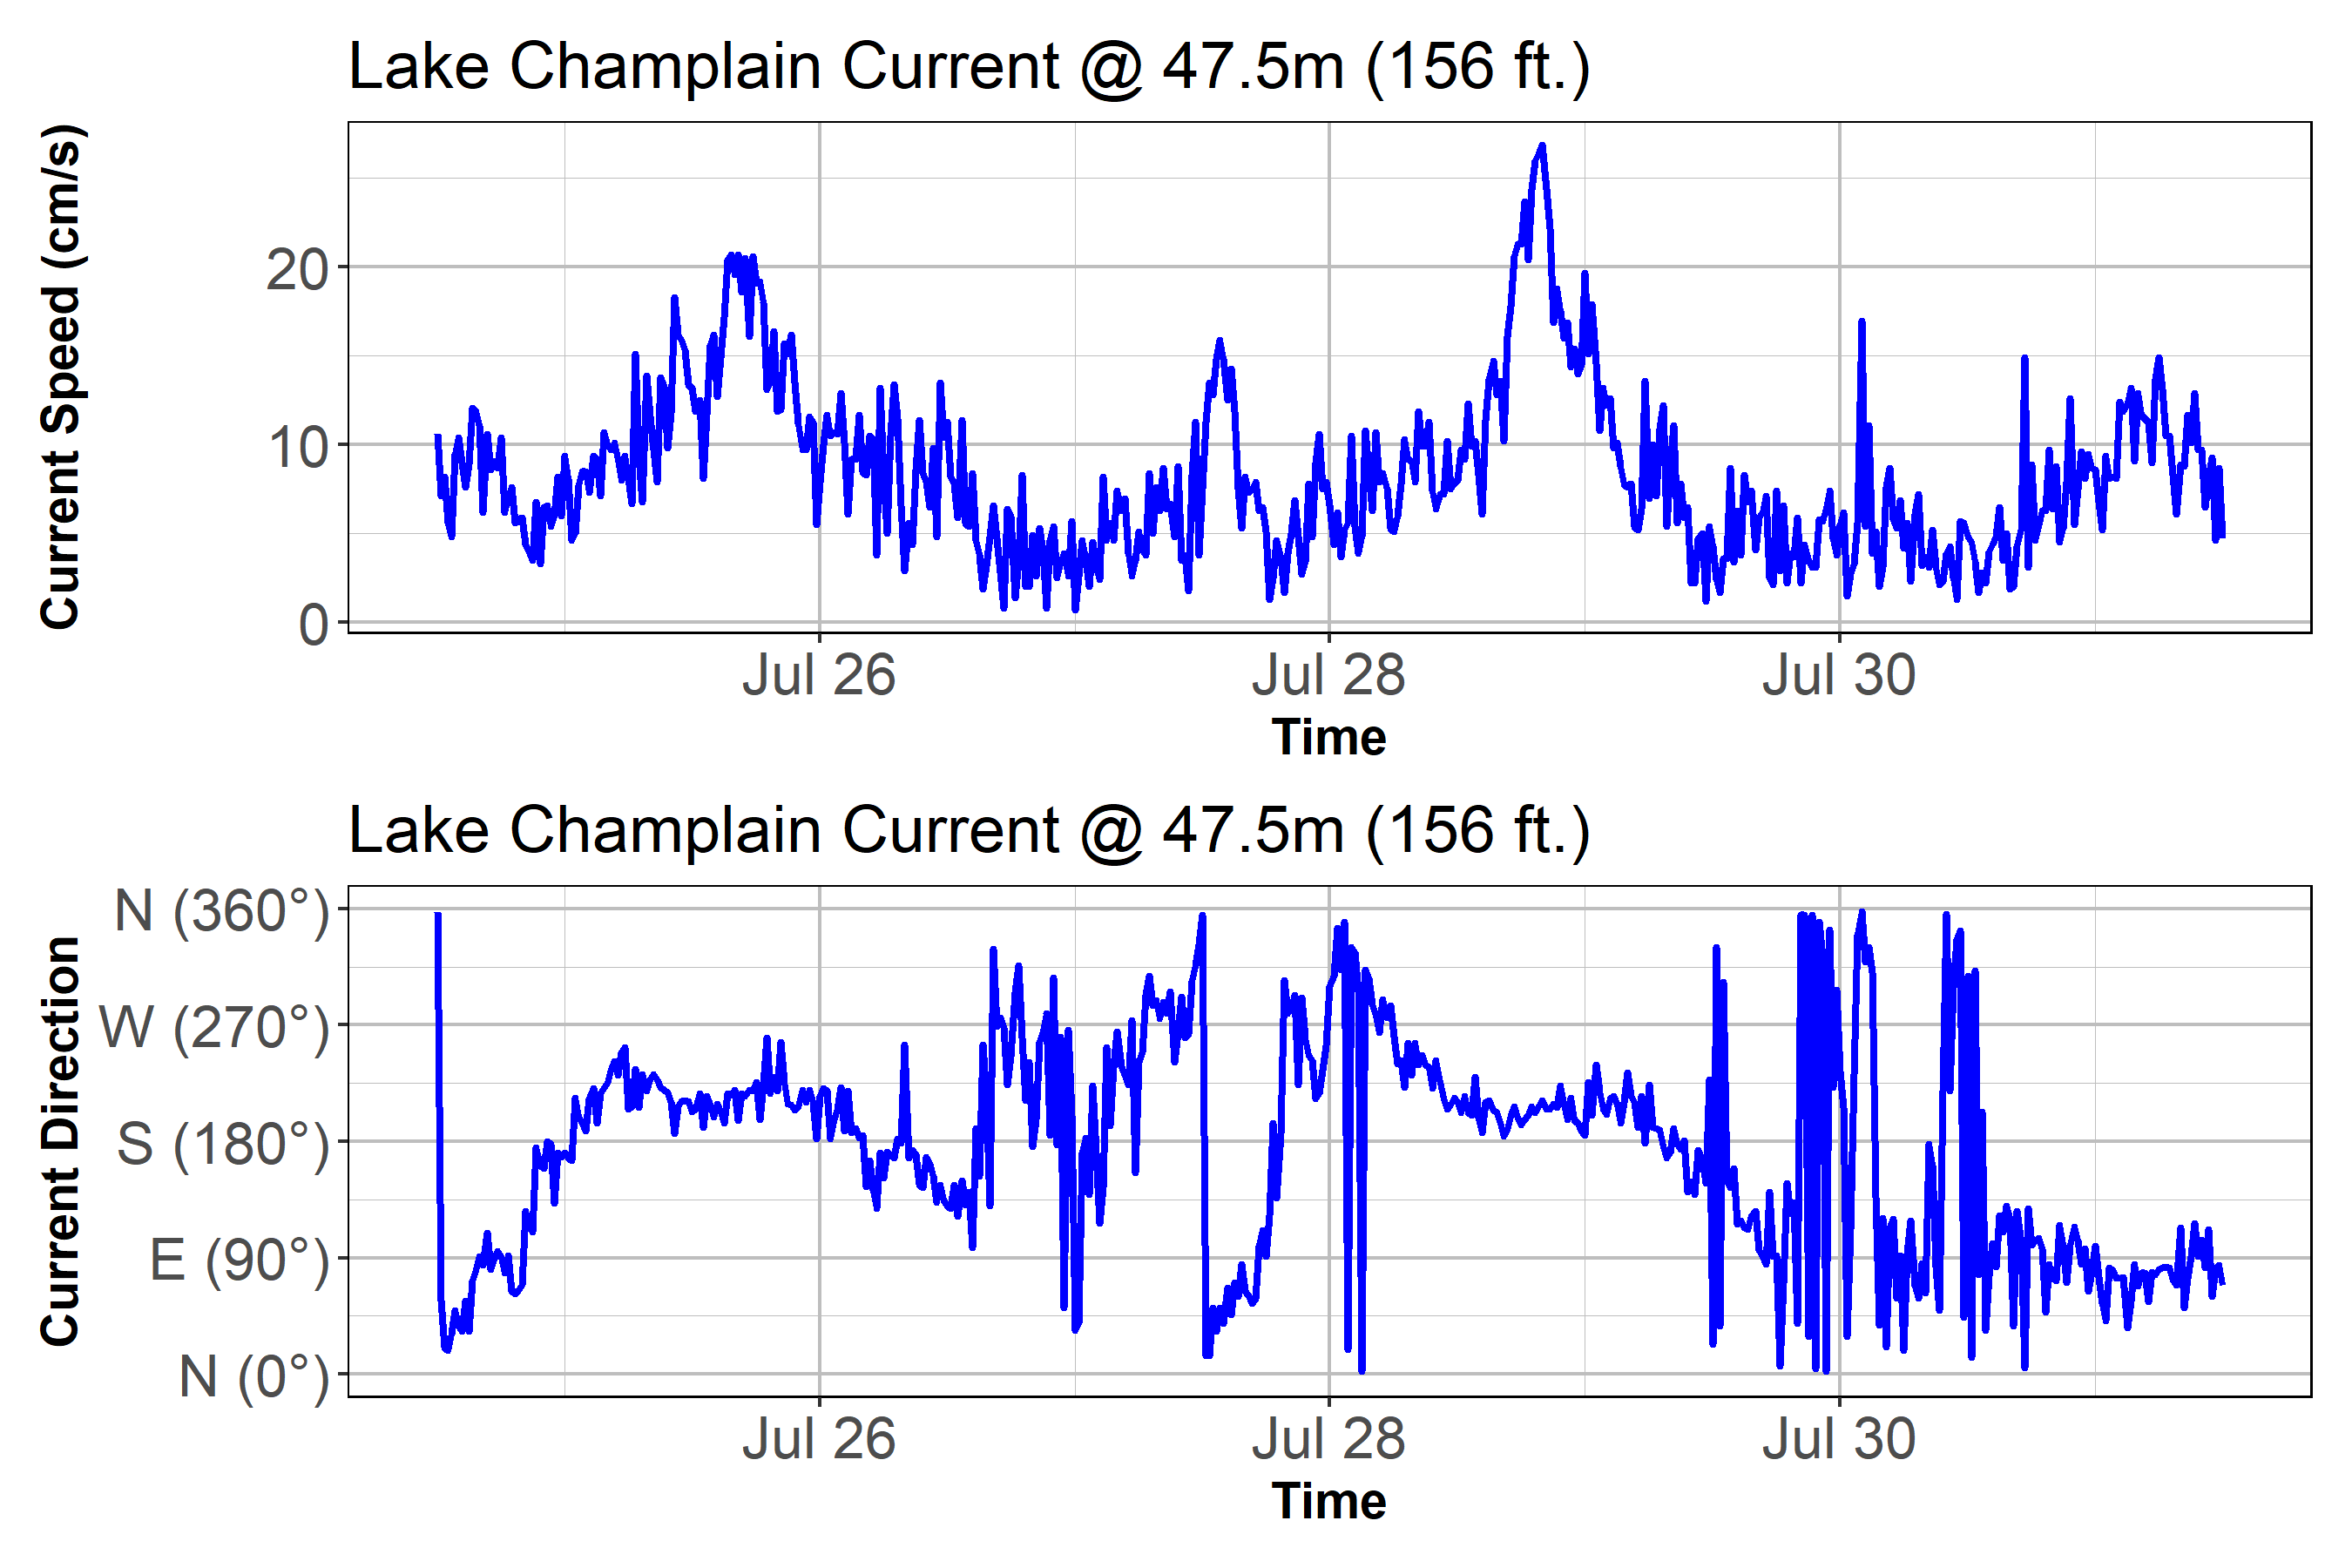 Lake Champlain Current @ 47.5m (156 ft.)
Current Speed (cm/s)
20
10
0
Jul 26
Jul 28
Jul 30
Time
Lake Champlain Current @ 47.5m (156 ft.)
Current Direction
N (360°)
W (270°)
S (180°)
E (90°)
N (0°)
Jul 26
Jul 28
Jul 30
Time